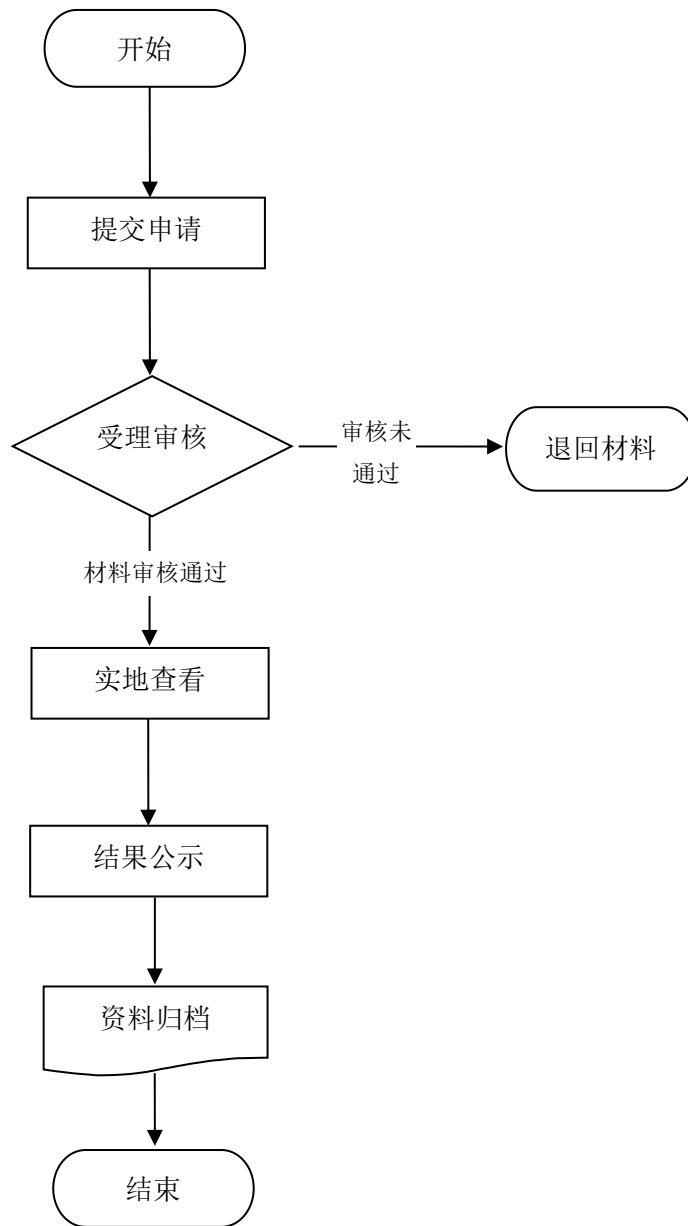 开始
提交申请
受理审核
审核未
通过
退回材料
材料审核通过
实地查看
结果公示
资料归档
结束